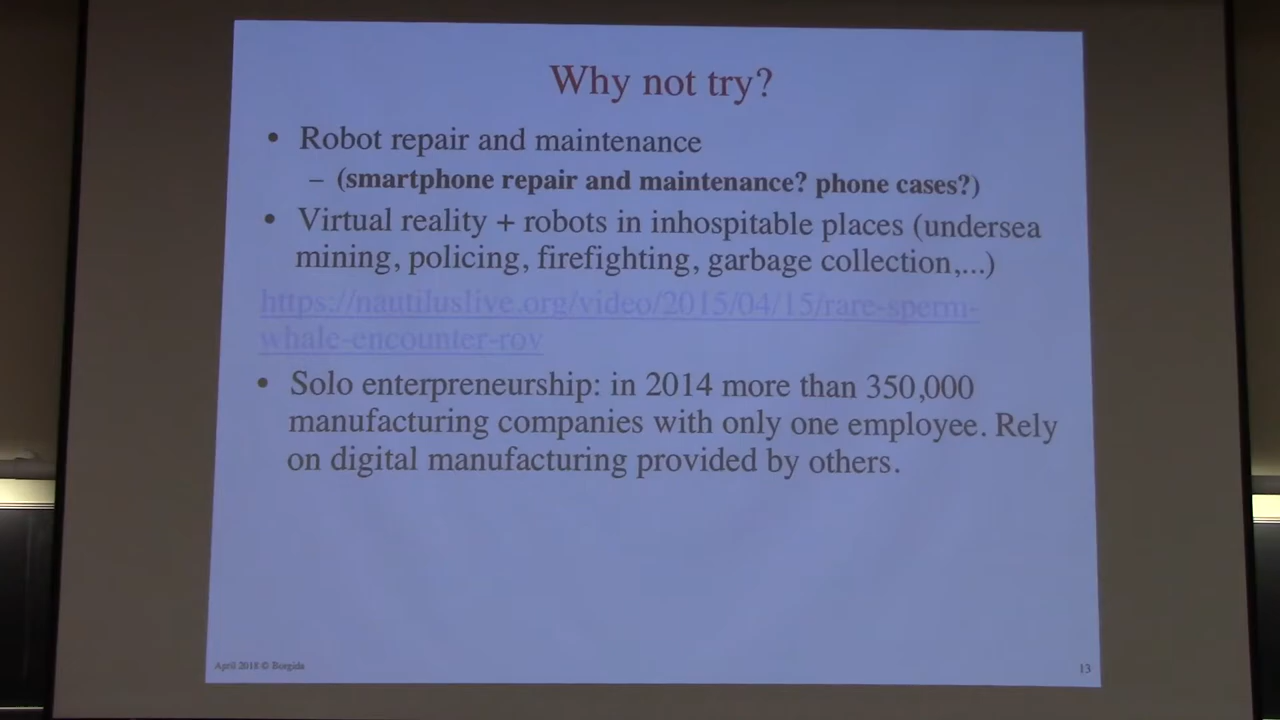 Why not try?
• Robot repair and maintenance
– (smartphone repair and maintenance? phone cases?)
• Virtual reality + robots in inhospitable places (undersea
mining, policing, firefighting, garbage collection,...)
https://nautiluslive.org/video/2015/04/15/rare-sperm-
whale-encounter-rov
• Solo enterpreneurship: in 2014 more than 350,000
manufacturing companies with only one employee. Rely
on digital manufacturing provided by others.
April 2018 © Borgida
13